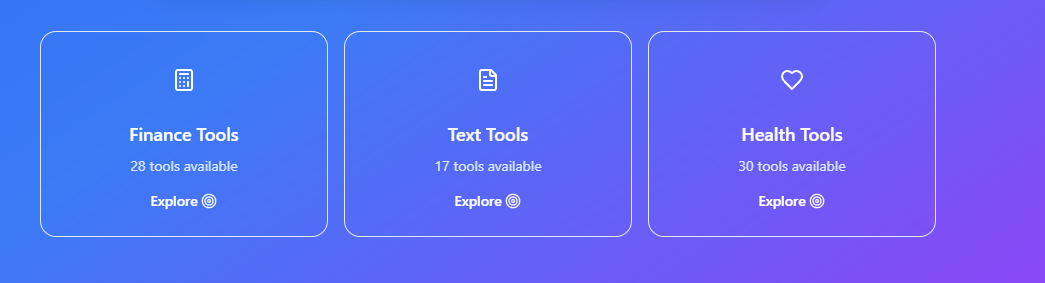 Finance Tools
28 tools available
Explore
Text Tools
17 tools available
Explore
Health Tools
30 tools available
Explore